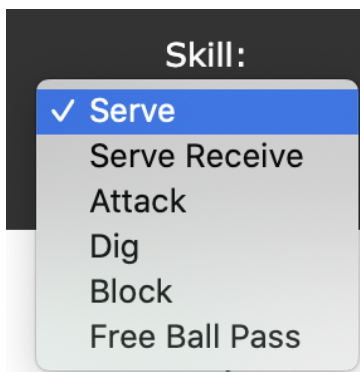 Skill:
✓ Serve
Serve Receive
Attack
Dig
Block
Free Ball Pass